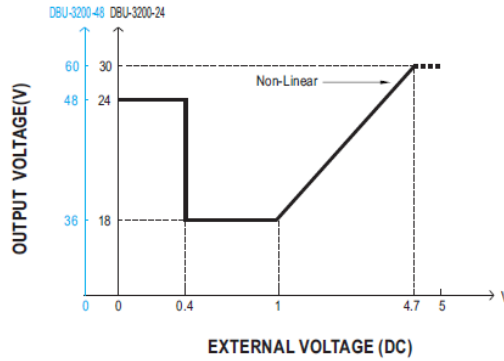 DBU-3200-48 DBU-3200-24
60 30
Non-Linear
48 24
36 18
0 0 0.4 1 4.7 5 V
OUTPUT VOLTAGE(V)
EXTERNAL VOLTAGE (DC)